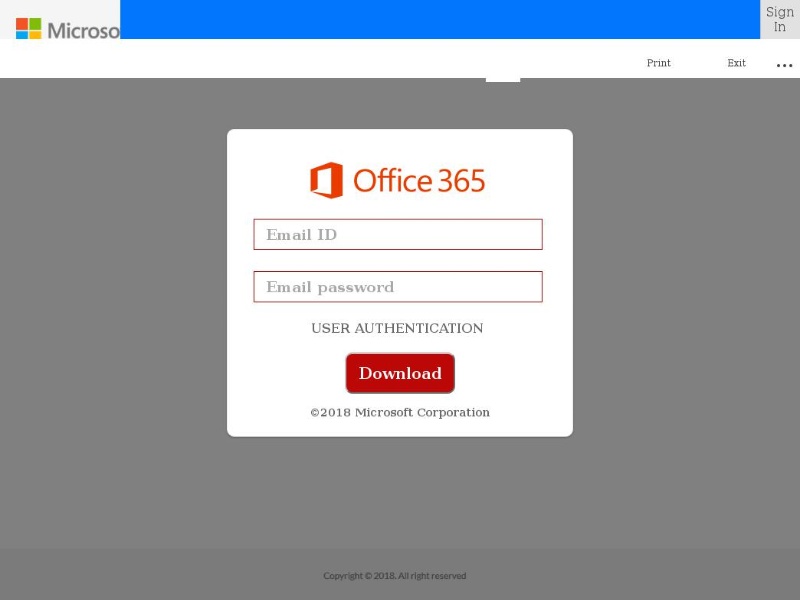 Microso
Sign
In
Print
Exit
...
Office 365
Email ID
Email password
USER AUTHENTICATION
Download
©2018 Microsoft Corporation
Copyright © 2018. All right reserved